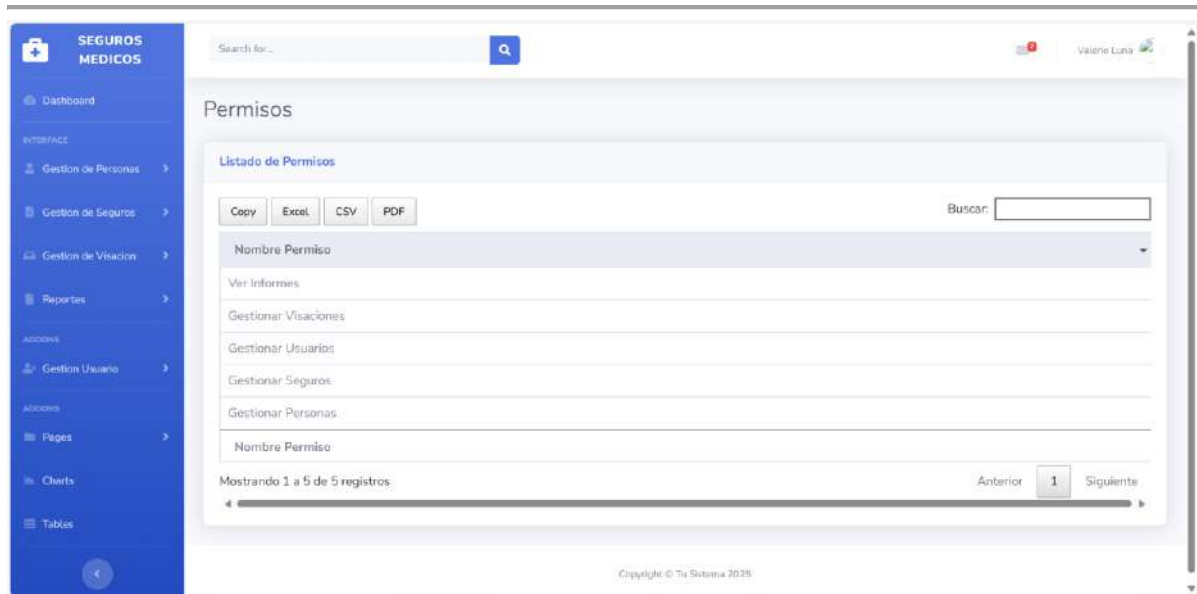 SEGUROS
MEDICOS
Search for...
Valerie Luna
Dashboard
INTERFACE
Gestion de Personas
Gestion de Seguros
Gestion de Visacion
Reportes
ADDONS
Gestion Usuario
ADDONS
Pages
Charts
Tables
Permisos
Listado de Permisos
Copy Excel CSV PDF
Buscar:
Nombre Permiso
Ver Informes
Gestionar Visaciones
Gestionar Usuarios
Gestionar Seguros
Gestionar Personas
Nombre Permiso
Mostrando 1 a 5 de 5 registros
Anterior 1 Siguiente
Copyright © Tu Sistema 2025